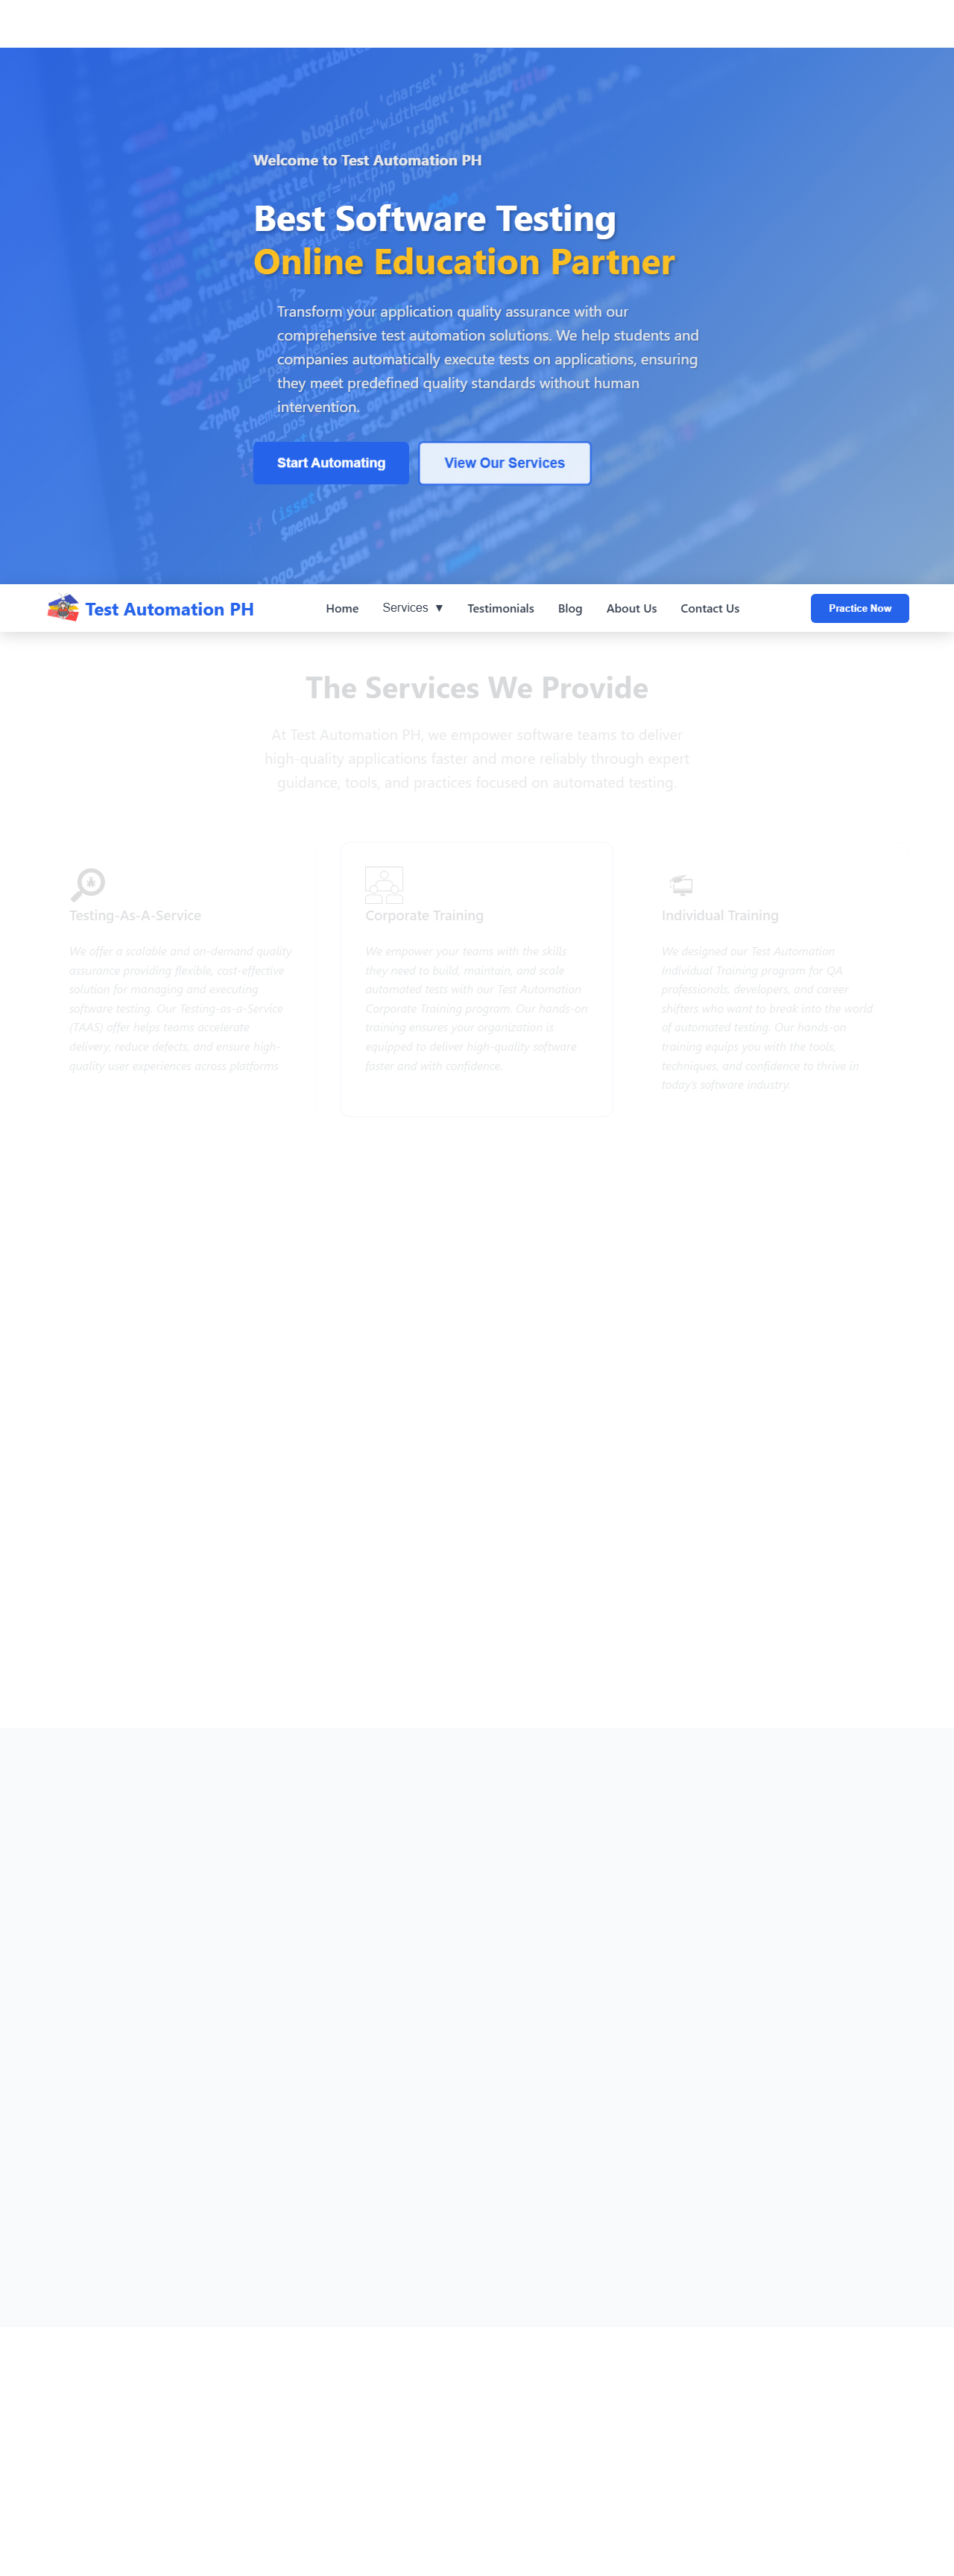 Welcome to Test Automation PH
Best Software Testing
Online Education Partner
Transform your application quality assurance with our
comprehensive test automation solutions. We help students and
companies automatically execute tests on applications, ensuring
they meet predefined quality standards without human
intervention.
Start Automating
View Our Services
Test Automation PH
Home
Services ▼
Testimonials
Blog
About Us
Contact Us
Practice Now
The Services We Provide
At Test Automation PH, we empower software teams to deliver
high-quality applications faster and more reliably through expert
guidance, tools, and practices focused on automated testing.
Testing-As-A-Service
We offer a scalable and on-demand quality
assurance providing flexible, cost-effective
solution for managing and executing
software testing. Our Testing-as-a-Service
(TAAS) offer helps teams accelerate
delivery, reduce defects, and ensure high-
quality user experiences across platforms
Corporate Training
We empower your teams with the skills
they need to build, maintain, and scale
automated tests with our Test Automation
Corporate Training program. Our hands-on
training ensures your organization is
equipped to deliver high-quality software
faster and with confidence.
Individual Training
We designed our Test Automation
Individual Training program for QA
professionals, developers, and career
shifters who want to break into the world
of automated testing. Our hands-on
training equips you with the tools,
techniques, and confidence to thrive in
today's software industry.